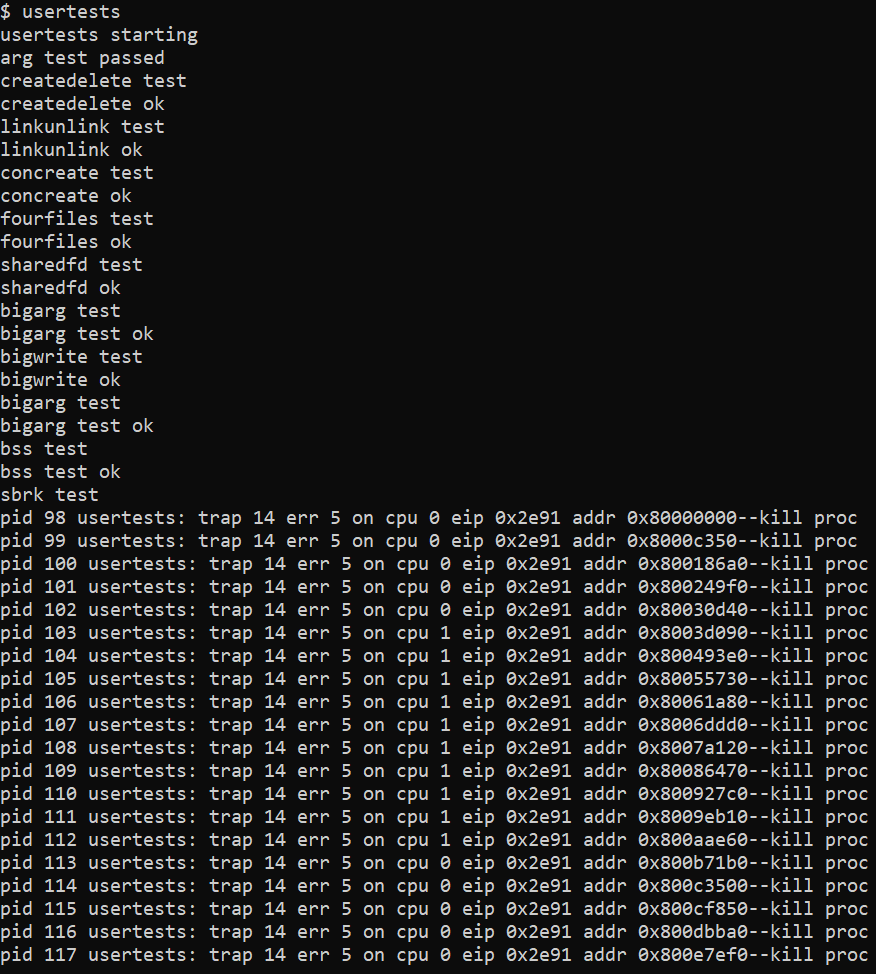 $ usertests
usertests starting
arg test passed
createdelete test
createdelete ok
linkunlink test
linkunlink ok
concreate test
concreate ok
fourfiles test
fourfiles ok
sharedfd test
sharedfd ok
bigarg test
bigarg test ok
bigwrite test
bigwrite ok
bigarg test
bigarg test ok
bss test
bss test ok
sbrk test
pid 98 usertests: trap 14 err 5 on cpu 0 eip 0x2e91 addr 0x80000000--kill proc
pid 99 usertests: trap 14 err 5 on cpu 0 eip 0x2e91 addr 0x8000c350--kill proc
pid 100 usertests: trap 14 err 5 on cpu 0 eip 0x2e91 addr 0x800186a0--kill proc
pid 101 usertests: trap 14 err 5 on cpu 0 eip 0x2e91 addr 0x800249f0--kill proc
pid 102 usertests: trap 14 err 5 on cpu 0 eip 0x2e91 addr 0x80030d40--kill proc
pid 103 usertests: trap 14 err 5 on cpu 1 eip 0x2e91 addr 0x8003d090--kill proc
pid 104 usertests: trap 14 err 5 on cpu 1 eip 0x2e91 addr 0x800493e0--kill proc
pid 105 usertests: trap 14 err 5 on cpu 1 eip 0x2e91 addr 0x80055730--kill proc
pid 106 usertests: trap 14 err 5 on cpu 1 eip 0x2e91 addr 0x80061a80--kill proc
pid 107 usertests: trap 14 err 5 on cpu 1 eip 0x2e91 addr 0x8006ddd0--kill proc
pid 108 usertests: trap 14 err 5 on cpu 1 eip 0x2e91 addr 0x8007a120--kill proc
pid 109 usertests: trap 14 err 5 on cpu 1 eip 0x2e91 addr 0x80086470--kill proc
pid 110 usertests: trap 14 err 5 on cpu 1 eip 0x2e91 addr 0x800927c0--kill proc
pid 111 usertests: trap 14 err 5 on cpu 1 eip 0x2e91 addr 0x8009eb10--kill proc
pid 112 usertests: trap 14 err 5 on cpu 1 eip 0x2e91 addr 0x800aae60--kill proc
pid 113 usertests: trap 14 err 5 on cpu 0 eip 0x2e91 addr 0x800b71b0--kill proc
pid 114 usertests: trap 14 err 5 on cpu 0 eip 0x2e91 addr 0x800c3500--kill proc
pid 115 usertests: trap 14 err 5 on cpu 0 eip 0x2e91 addr 0x800cf850--kill proc
pid 116 usertests: trap 14 err 5 on cpu 0 eip 0x2e91 addr 0x800dbba0--kill proc
pid 117 usertests: trap 14 err 5 on cpu 0 eip 0x2e91 addr 0x800e7ef0--kill proc